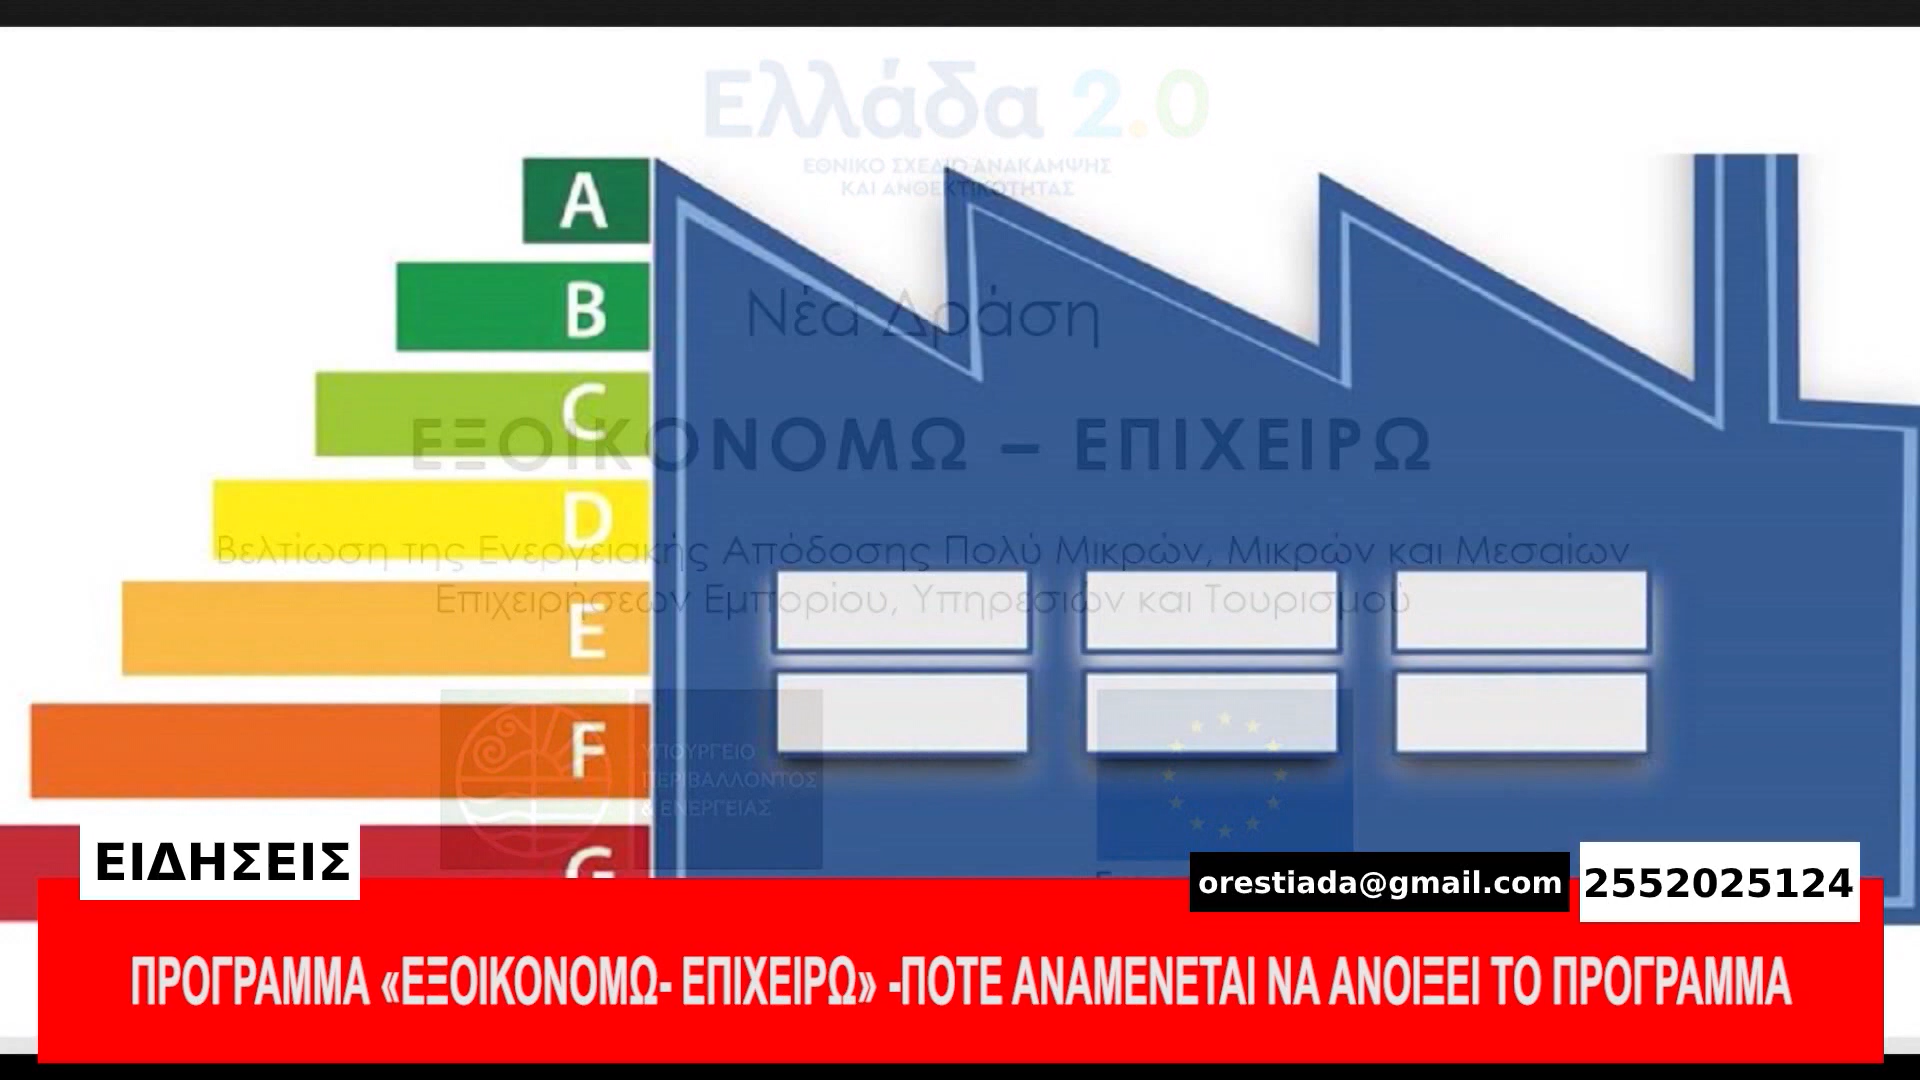 Ελλάδα 2.0
ΕΘΝΙΚΟ ΣΧΕΔΙΟ ΑΝΑΚΑΜΨΗΣ
ΚΑΙ ΑΝΘΕΚΤΙΚΟΤΗΤΑΣ
A
B
Νέα Δράση
C
ΕΞΟΙΚΟΝΟΜΩ – ΕΠΙΧΕΙΡΩ
D
Βελτίωση της Ενεργειακής Απόδοσης Πολύ Μικρών, Μικρών και Μεσαίων
Επιχειρήσεων Εμπορίου, Υπηρεσιών και Τουρισμού
E
F
ΥΠΟΥΡΓΕΙΟ
ΠΕΡΙΒΑΛΛΟΝΤΟΣ
& ΕΝΕΡΓΕΙΑΣ
G
ΕΙΔΗΣΕΙΣ
orestiada@gmail.com
2552025124
ΠΡΟΓΡΑΜΜΑ «ΕΞΟΙΚΟΝΟΜΩ- ΕΠΙΧΕΙΡΩ» -ΠΟΤΕ ΑΝΑΜΕΝΕΤΑΙ ΝΑ ΑΝΟΙΞΕΙ ΤΟ ΠΡΟΓΡΑΜΜΑ